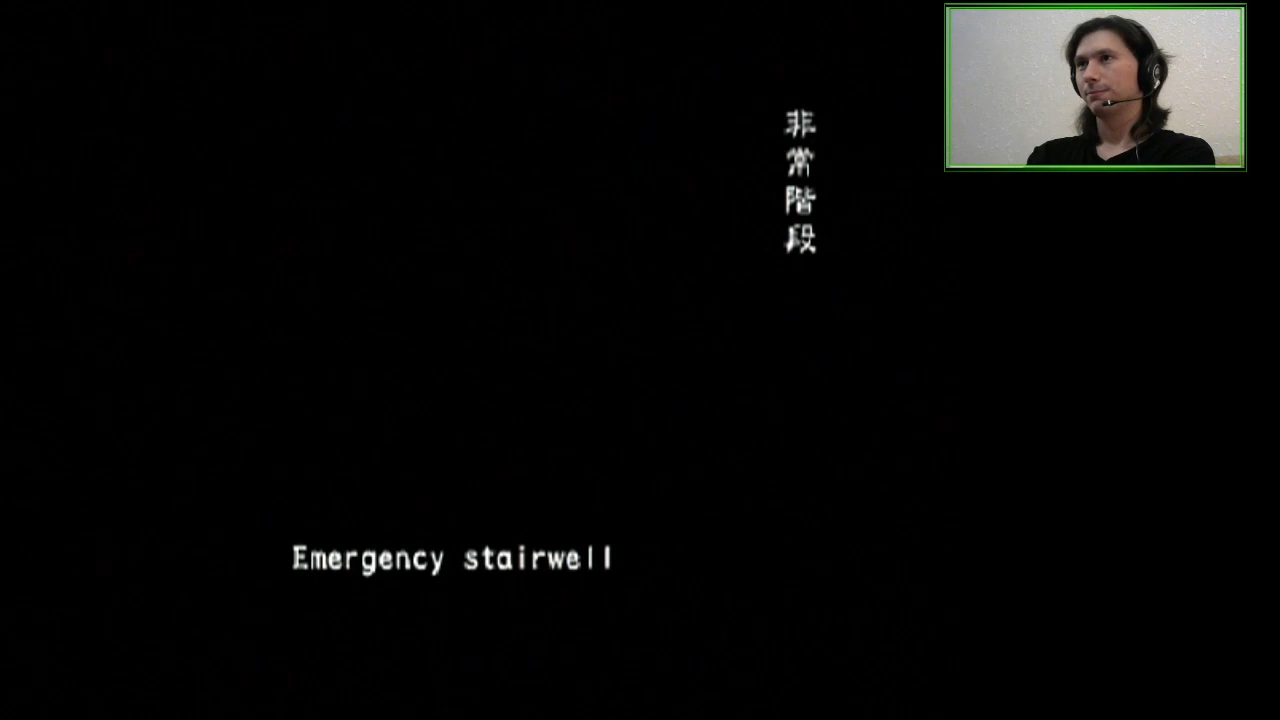 非常階段
Emergency stairwell